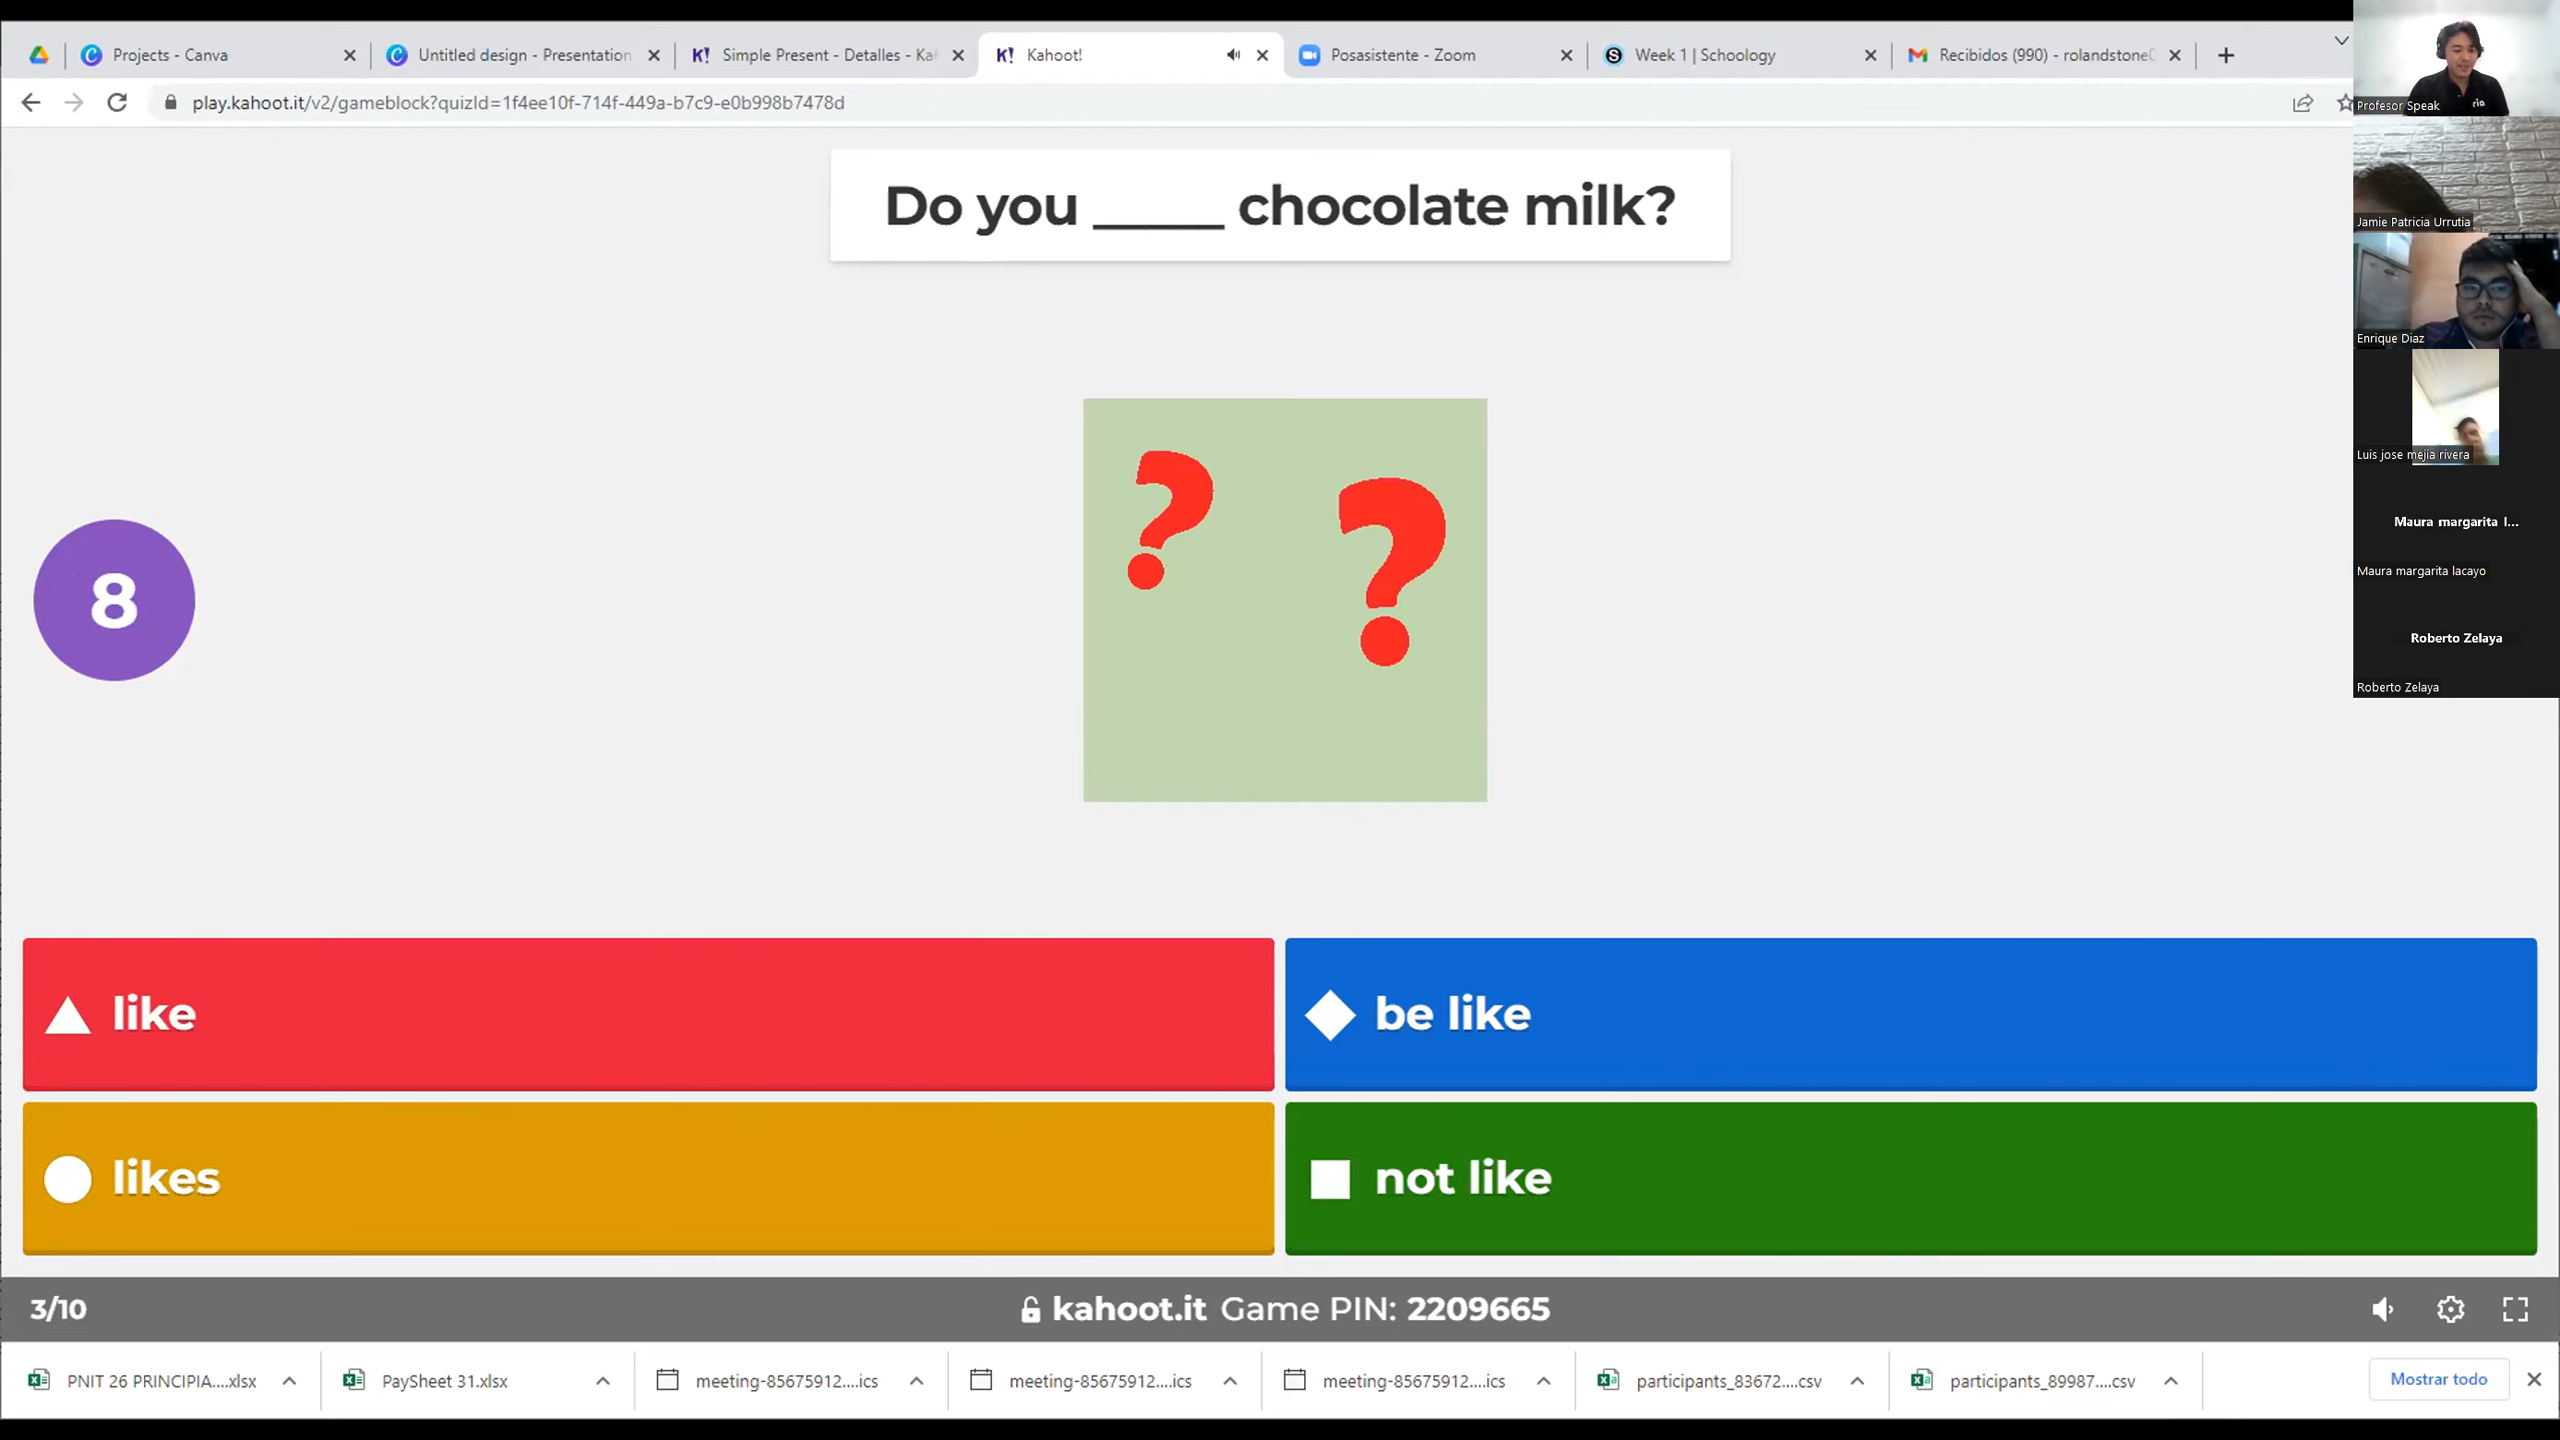 Projects - Canva
Untitled design - Presentation
Simple Present - Detalles - Ka
Kahoot!
Posasistente - Zoom
Week 1 | Schoology
Recibidos (990) - rolandstone
play.kahoot.it/v2/gameblock?quizId=1f4ee10f-714f-449a-b7c9-e0b998b7478d
Profesor Speak
ria
Jamie Patricia Urrutia
Enrique Diaz
Luis jose mejia rivera
Maura margarita l...
Maura margarita lacayo
Roberto Zelaya
Roberto Zelaya
Do you _____ chocolate milk?
? ?
8
like
be like
likes
not like
3/10
kahoot.it Game PIN: 2209665
PNIT 26 PRINCIPIA....xlsx
PaySheet 31.xlsx
meeting-85675912....ics
meeting-85675912....ics
meeting-85675912....ics
participants_83672....csv
participants_89987....csv
Mostrar todo